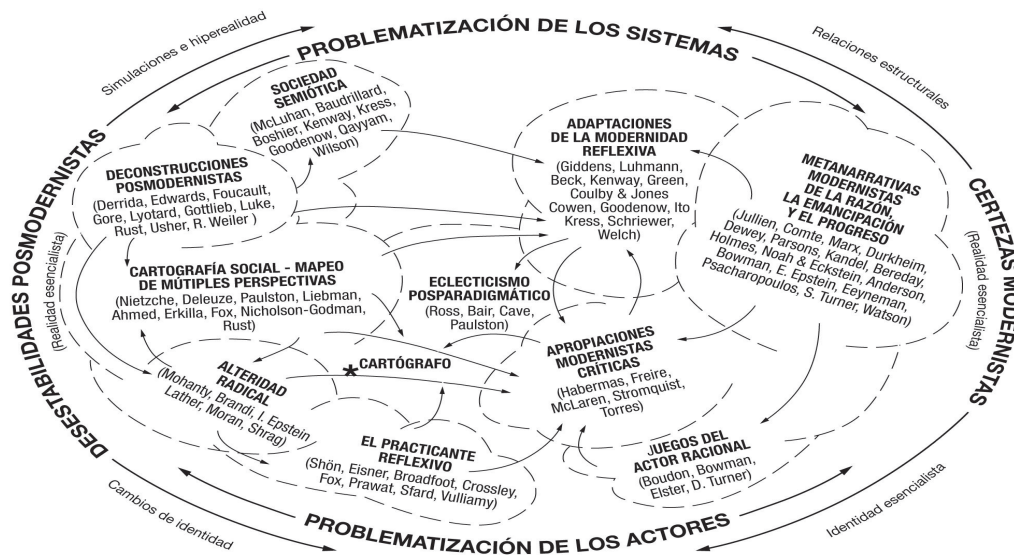 Simulaciones e hiperealidad
PROBLEMATIZACIÓN DE LOS SISTEMAS
Relaciones estructurales
DESESTABILIDADES POSMODERNISTAS
(Realidad esencialista)
SOCIEDAD
SEMIÓTICA
(McLuhan, Baudrillard,
Boshier, Kenway, Kress,
Goodenow, Qayyam,
Wilson)
DECONSTRUCCIONES
POSMODERNISTAS
(Derrida, Edwards, Foucault,
Gore, Lyotard, Gottlieb, Luke,
Rust, Usher, R. Weiler )
ADAPTACIONES
DE LA MODERNIDAD
REFLEXIVA
(Giddens, Luhmann,
Beck, Kenway, Green,
Coulby & Jones
Cowen, Goodenow, Ito
Kress, Schriewer,
Welch)
METANARRATIVAS
MODERNISTAS
DE LA RAZÓN,
LA EMANCIPACIÓN
Y EL PROGRESO
(Jullien, Comte, Marx, Durkheim,
Dewey, Parsons, Kandel, Bereday,
Holmes, Noah & Eckstein, Anderson,
Bowman, E. Epstein, Eeyneman,
Psacharopoulos, S. Turner, Watson)
CERTEZAS MODERNISTAS
(Realidad esencialista)
CARTOGRAFÍA SOCIAL - MAPEO
DE MÚTIPLES PERSPECTIVAS
(Nietzche, Deleuze, Paulston, Liebman,
Ahmed, Erkilla, Fox, Nicholson-Godman,
Rust)
ECLECTICISMO
POSPARADIGMÁTICO
(Ross, Bair, Cave,
Paulston)
*CARTÓGRAFO
APROPIACIONES
MODERNISTAS
CRÍTICAS
(Habermas, Freire,
McLaren, Stromquist,
Torres)
ALTERIDAD
RADICAL
(Mohanty, Brandi, I. Epstein
Lather, Moran, Shrag)
EL PRACTICANTE
REFLEXIVO
(Shön, Eisner, Broadfoot, Crossley,
Fox, Prawat, Sfard, Vulliamy)
JUEGOS DEL
ACTOR RACIONAL
(Boudon, Bowman,
Elster, D. Turner)
Cambios de identidad
PROBLEMATIZACIÓN DE LOS ACTORES
Identidad esencialista